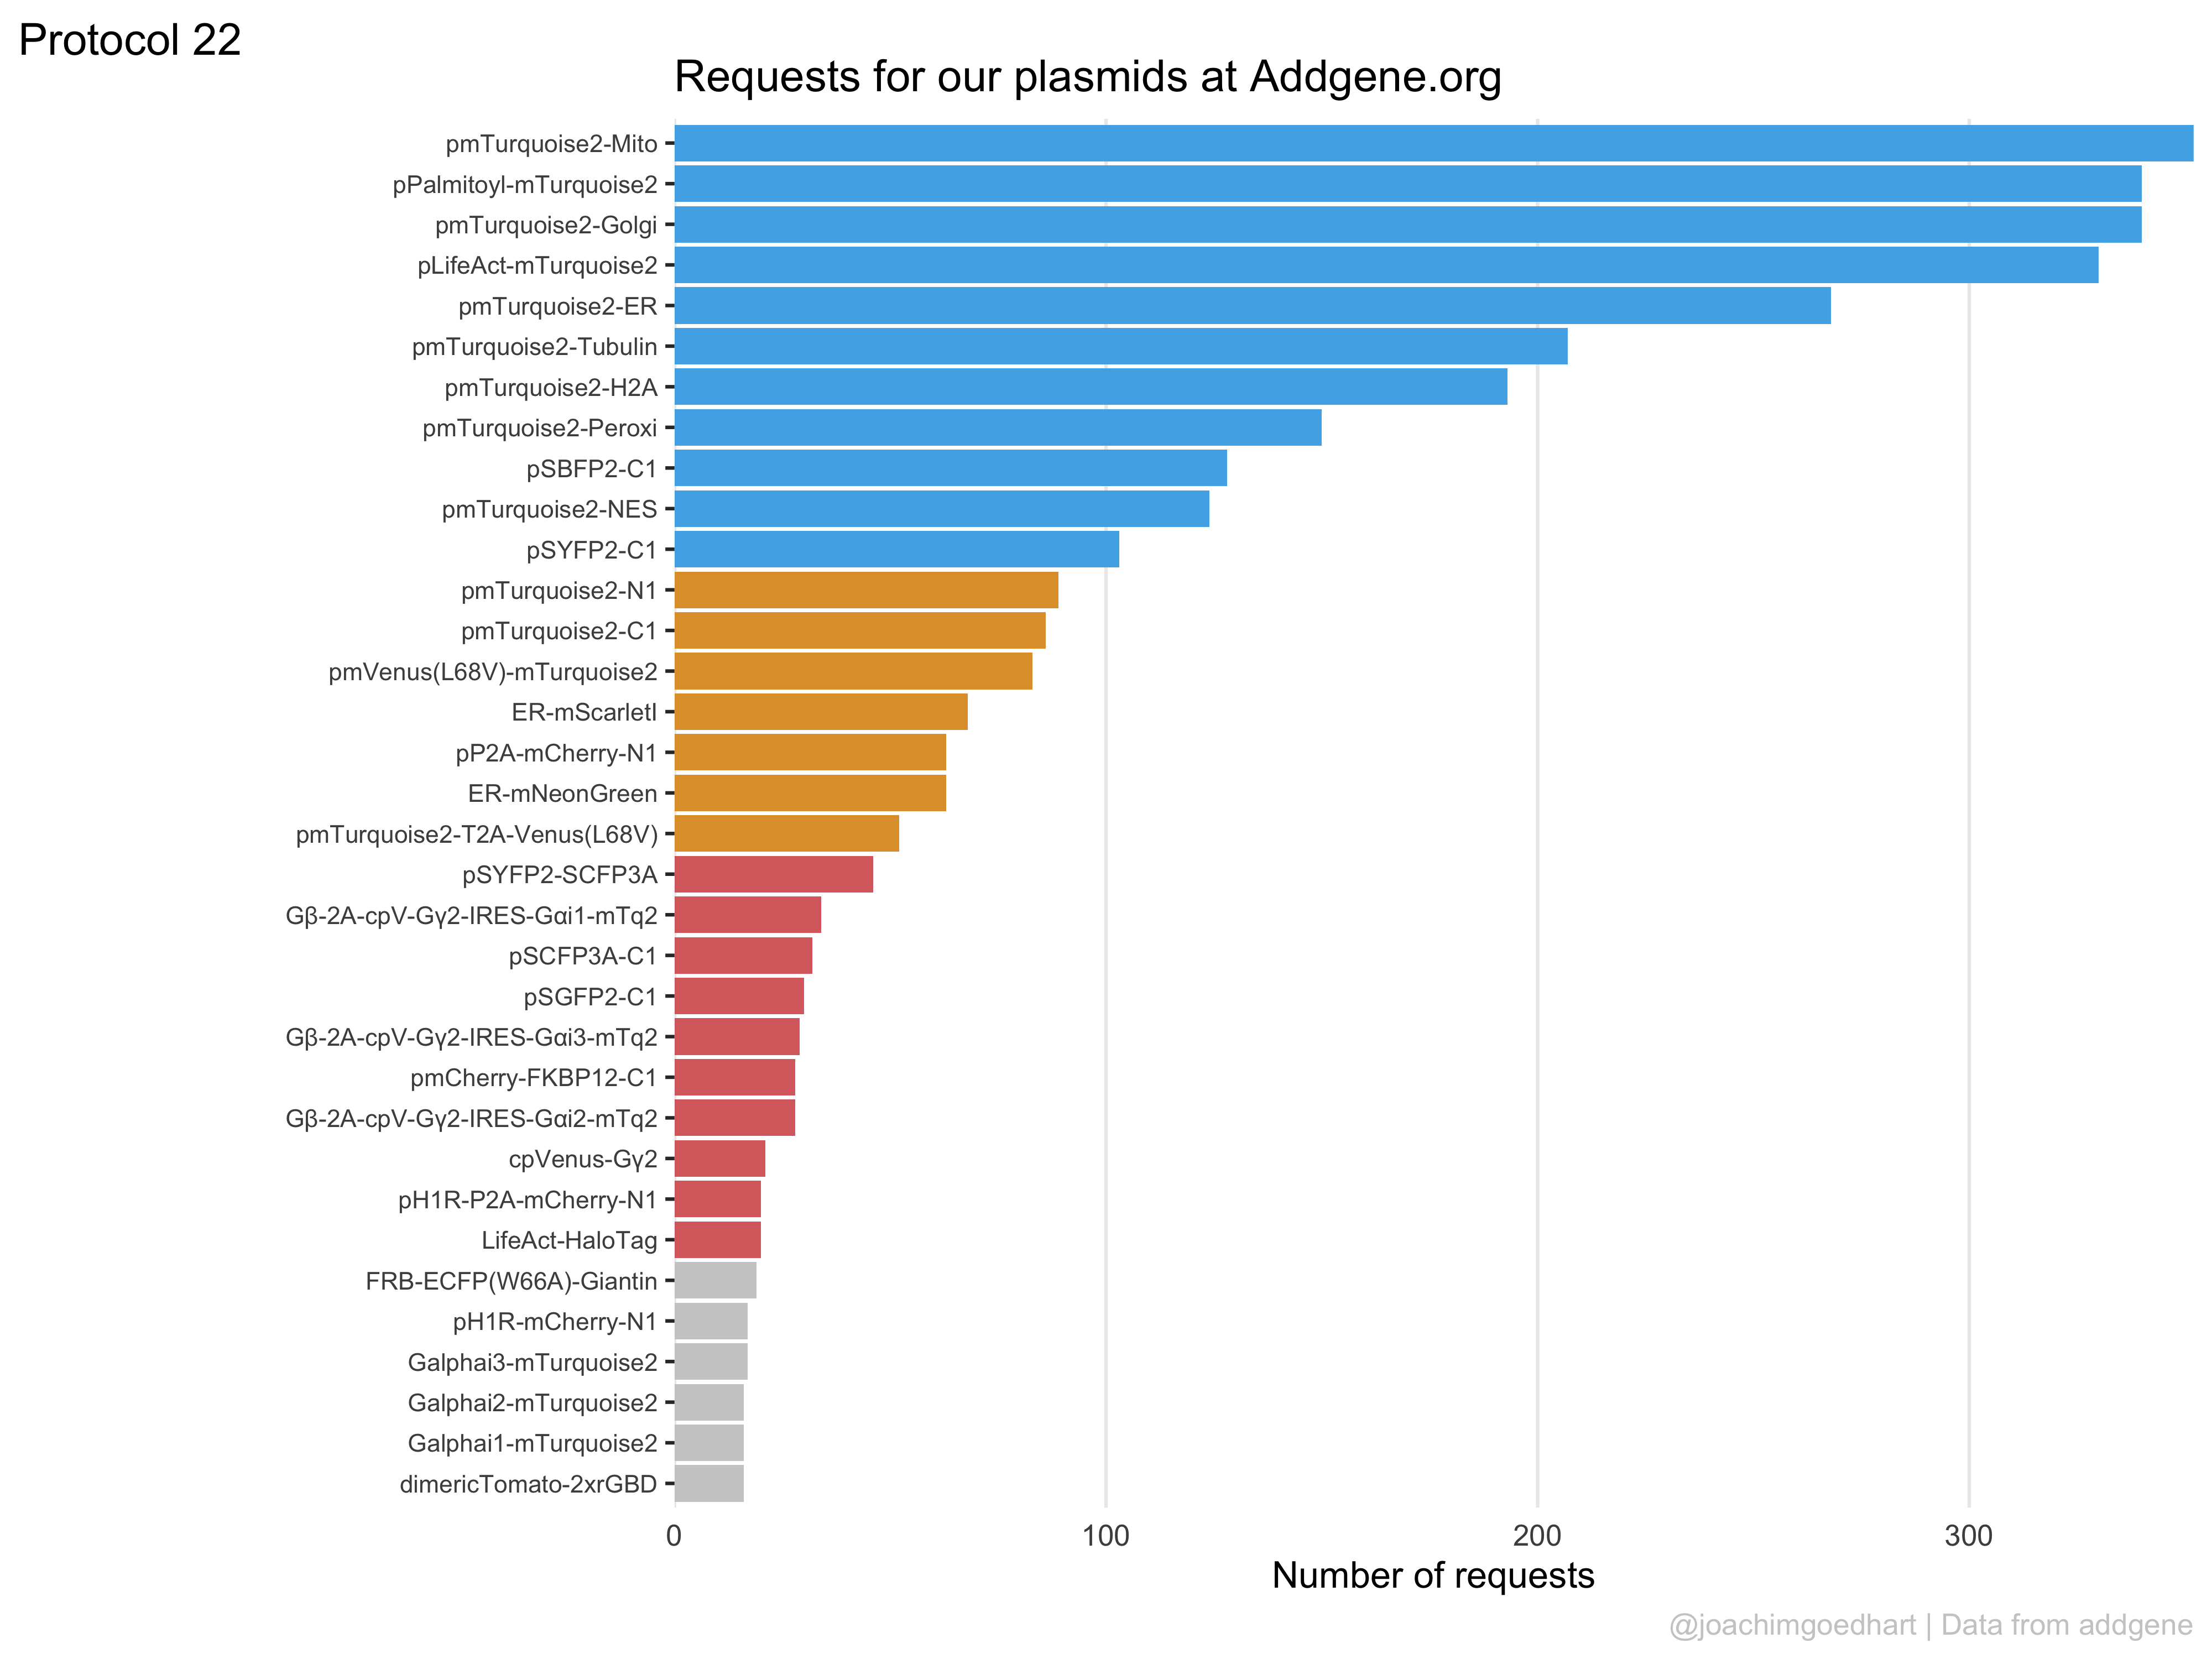 Protocol 22
Requests for our plasmids at Addgene.org
pmTurquoise2-Mito
pPalmitoyl-mTurquoise2
pmTurquoise2-Golgi
pLifeAct-mTurquoise2
pmTurquoise2-ER
pmTurquoise2-Tubulin
pmTurquoise2-H2A
pmTurquoise2-Peroxi
pSBFP2-C1
pmTurquoise2-NES
pSYFP2-C1
pmTurquoise2-N1
pmTurquoise2-C1
pmVenus(L68V)-mTurquoise2
ER-mScarletI
pP2A-mCherry-N1
ER-mNeonGreen
pmTurquoise2-T2A-Venus(L68V)
pSYFP2-SCFP3A
Gβ-2A-cpV-Gγ2-IRES-Gαi1-mTq2
pSCFP3A-C1
pSGFP2-C1
Gβ-2A-cpV-Gγ2-IRES-Gαi3-mTq2
pmCherry-FKBP12-C1
Gβ-2A-cpV-Gγ2-IRES-Gαi2-mTq2
cpVenus-Gγ2
pH1R-P2A-mCherry-N1
LifeAct-HaloTag
FRB-ECFP(W66A)-Giantin
pH1R-mCherry-N1
Galphai3-mTurquoise2
Galphai2-mTurquoise2
Galphai1-mTurquoise2
dimericTomato-2xrGBD
0 100 200 300
Number of requests
@joachimgoedhart | Data from addgene